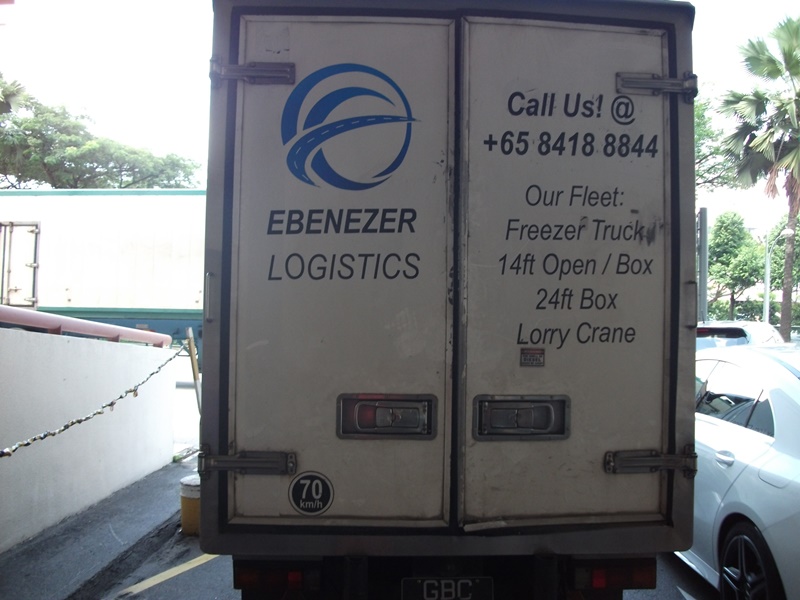 EBENEZER
LOGISTICS
Call Us! @
+65 8418 8844
Our Fleet:
Freezer Truck
14ft Open / Box
24ft Box
Lorry Crane
70
km/h
GBC